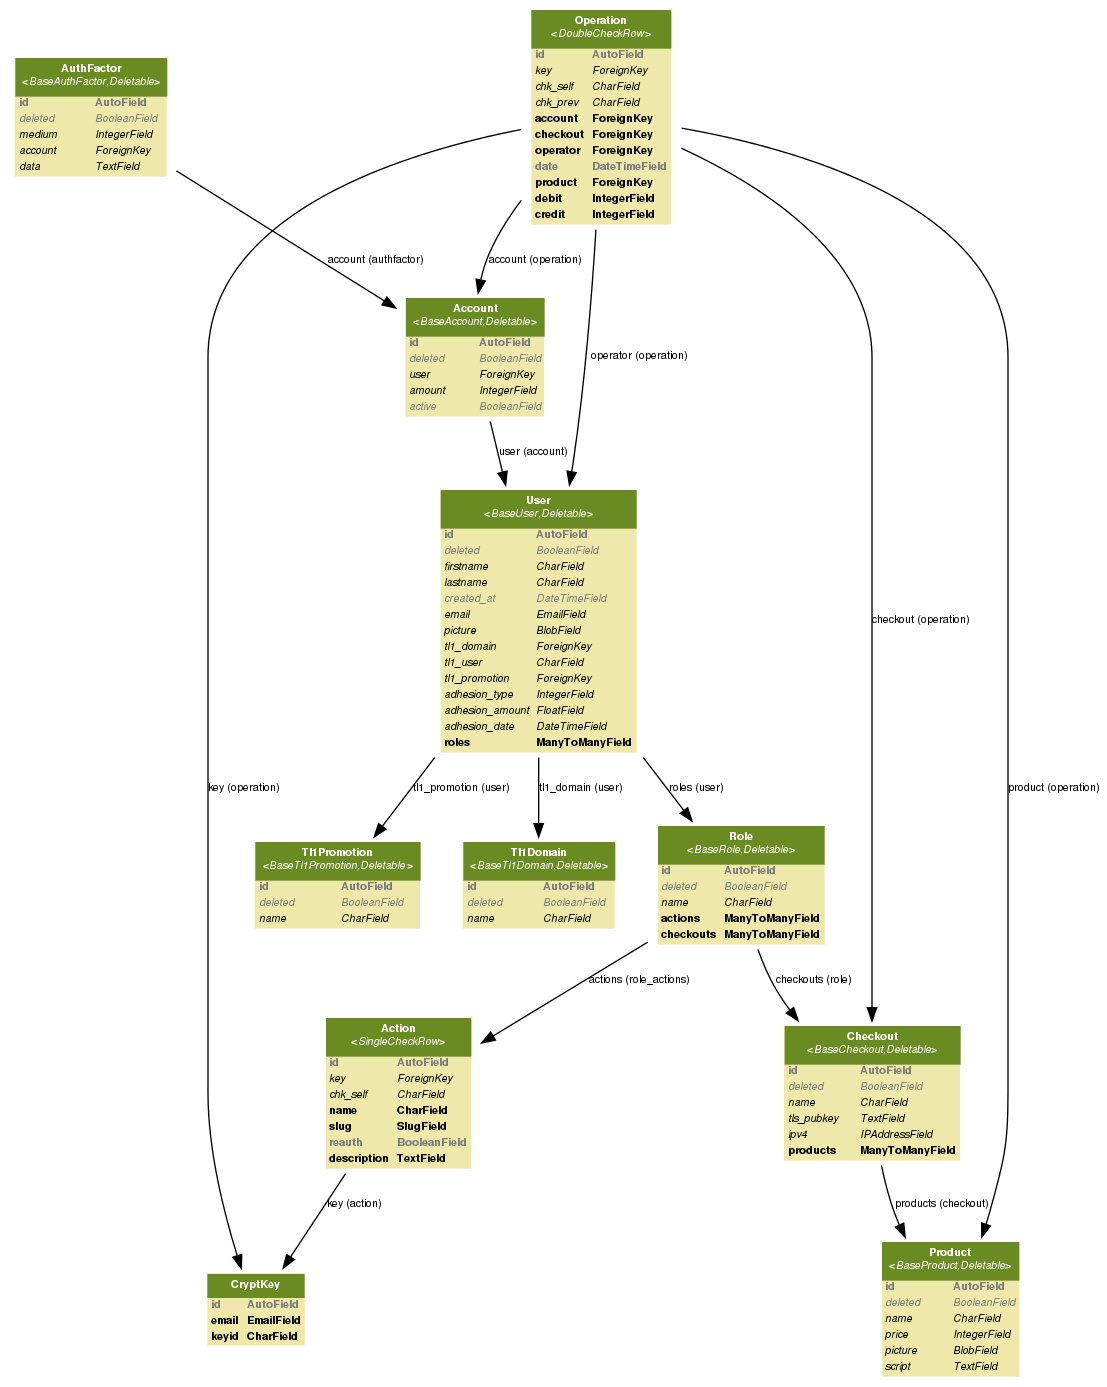 Operation
<DoubleCheckRow>
id AutoField
key ForeignKey
chk_self CharField
chk_prev CharField
account ForeignKey
checkout ForeignKey
operator ForeignKey
date DateTimeField
product ForeignKey
debit IntegerField
credit IntegerField
AuthFactor
<BaseAuthFactor,Deletable>
id AutoField
deleted BooleanField
medium IntegerField
account ForeignKey
data TextField
account (authfactor)
account (operation)
Account
<BaseAccount,Deletable>
id AutoField
deleted BooleanField
user ForeignKey
amount IntegerField
active BooleanField
operator (operation)
user (account)
User
<BaseUser,Deletable>
id AutoField
deleted BooleanField
firstname CharField
lastname CharField
created_at DateTimeField
email EmailField
picture BlobField
tl1_domain ForeignKey
tl1_user CharField
tl1_promotion ForeignKey
adhesion_type IntegerField
adhesion_amount FloatField
adhesion_date DateTimeField
roles ManyToManyField
checkout (operation)
key (operation)
tl1_promotion (user)
tl1_domain (user)
roles (user)
product (operation)
Tl1Promotion
<BaseTl1Promotion,Deletable>
id AutoField
deleted BooleanField
name CharField
Tl1Domain
<BaseTl1Domain,Deletable>
id AutoField
deleted BooleanField
name CharField
Role
<BaseRole,Deletable>
id AutoField
deleted BooleanField
name CharField
actions ManyToManyField
checkouts ManyToManyField
actions (role_actions)
checkouts (role)
Action
<SingleCheckRow>
id AutoField
key ForeignKey
chk_self CharField
name CharField
slug SlugField
reauth BooleanField
description TextField
Checkout
<BaseCheckout,Deletable>
id AutoField
deleted BooleanField
name CharField
tls_pubkey TextField
ipv4 IPAddressField
products ManyToManyField
key (action)
products (checkout)
CryptKey
id AutoField
email EmailField
keyid CharField
Product
<BaseProduct,Deletable>
id AutoField
deleted BooleanField
name CharField
price IntegerField
picture BlobField
script TextField